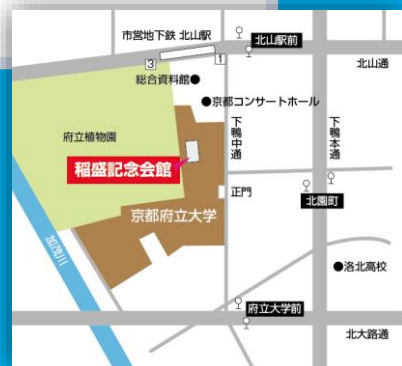 市営地下鉄 北山駅
北山駅前
3
1
北山通
総合資料館●
●京都コンサートホール
府立植物園
下鴨中通
下鴨本通
稲盛記念会館
正門
北園町
京都府立大学
加茂川
●洛北高校
府立大学前
北大路通